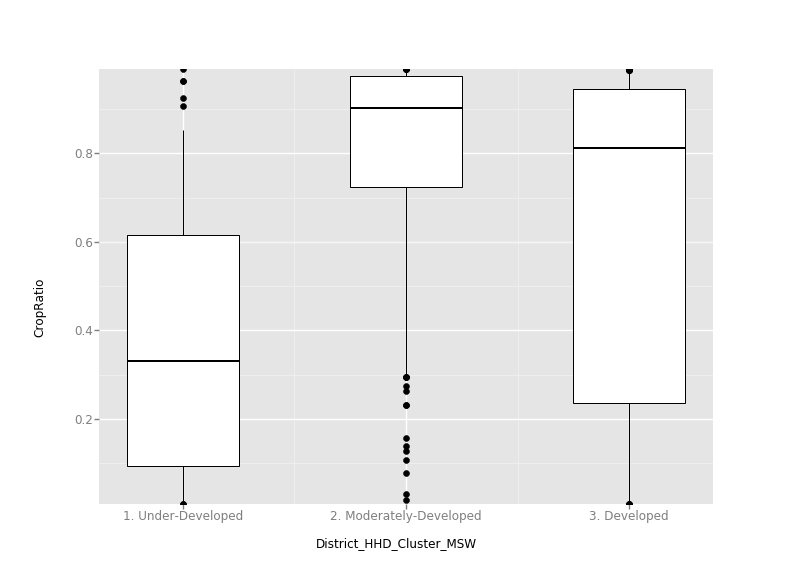 0.8
0.6
CropRatio
0.4
0.2
1. Under-Developed 2. Moderately-Developed 3. Developed
District_HHD_Cluster_MSW